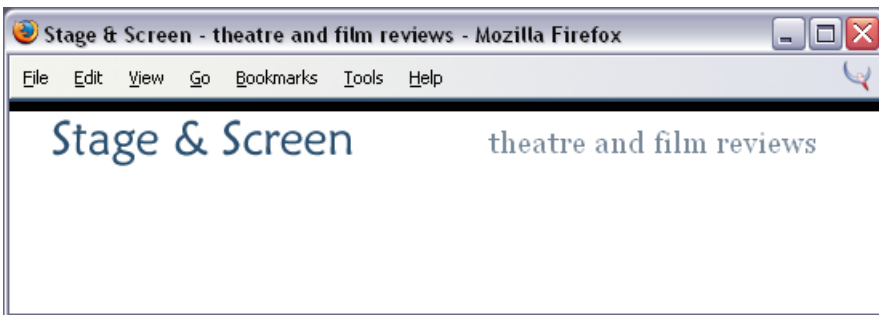 Stage & Screen - theatre and film reviews - Mozilla Firefox
File Edit View Go Bookmarks Tools Help
Stage & Screen theatre and film reviews